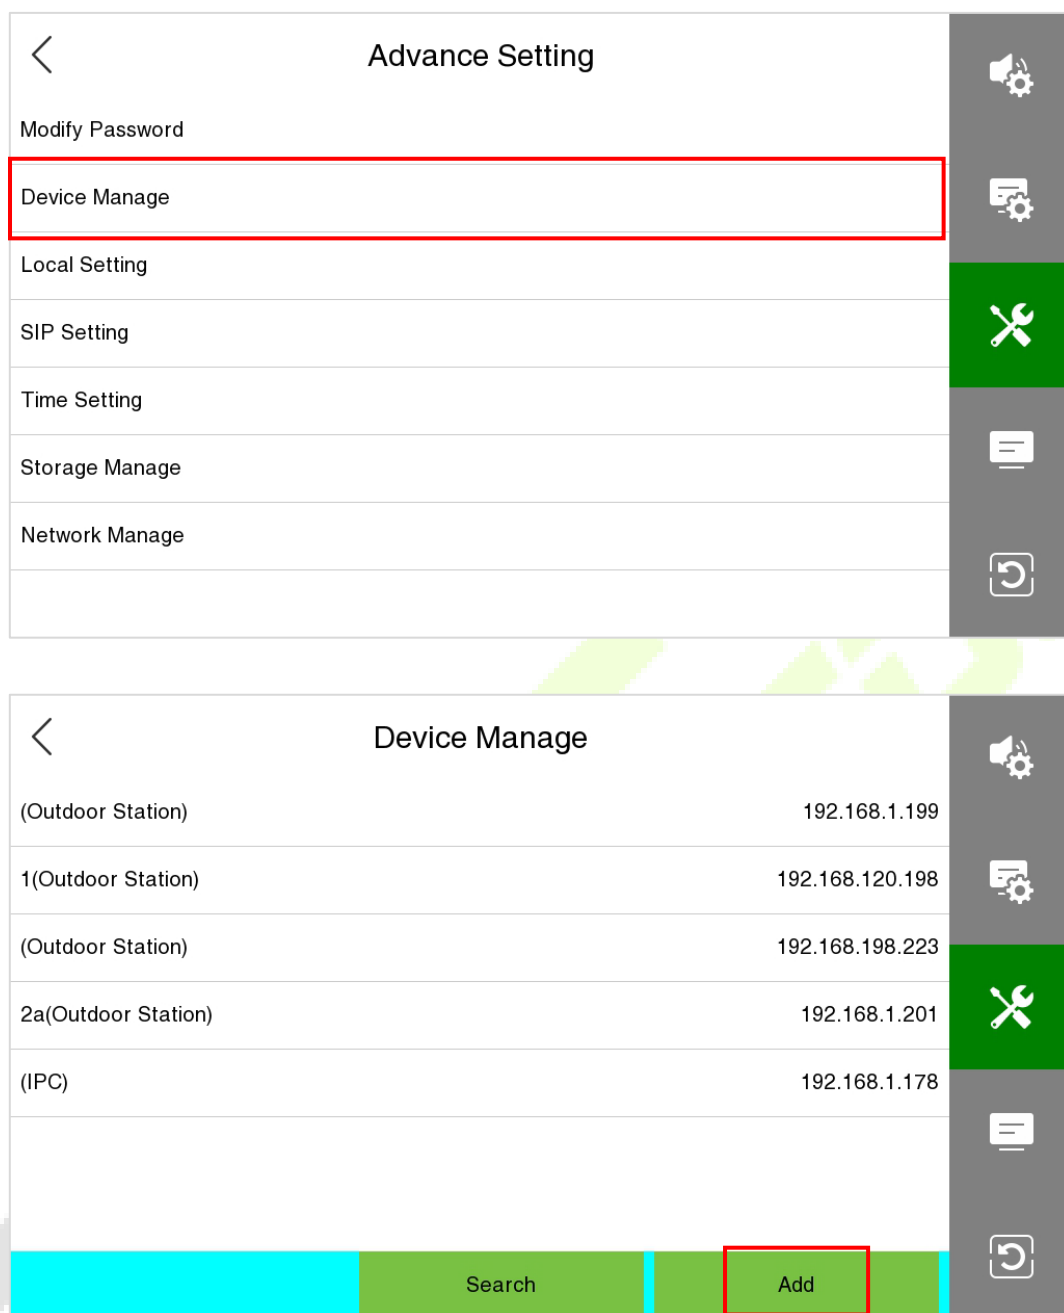 Advance Setting
Modify Password
Device Manage
Local Setting
SIP Setting
Time Setting
Storage Manage
Network Manage
Device Manage
(Outdoor Station) 192.168.1.199
1(Outdoor Station) 192.168.120.198
(Outdoor Station) 192.168.198.223
2a(Outdoor Station) 192.168.1.201
(IPC) 192.168.1.178
Search Add